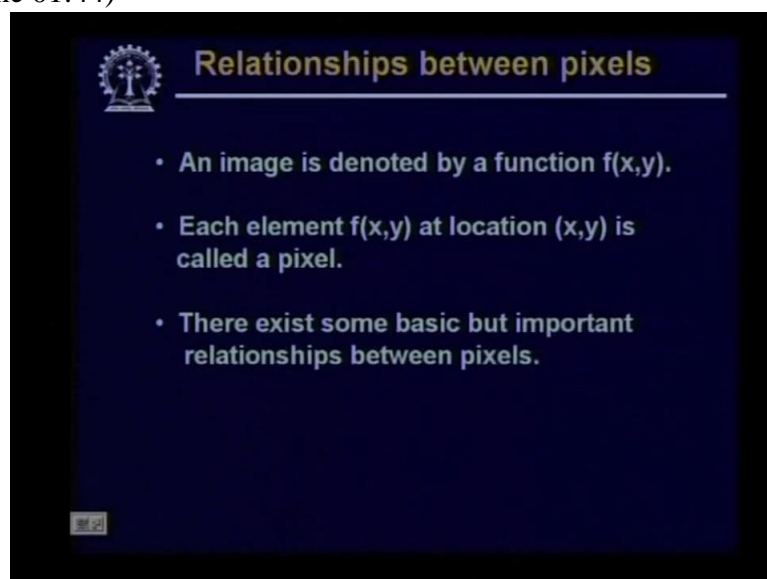 Relationships between pixels
• An image is denoted by a function f(x,y).
• Each element f(x,y) at location (x,y) is
called a pixel.
• There exist some basic but important
relationships between pixels.